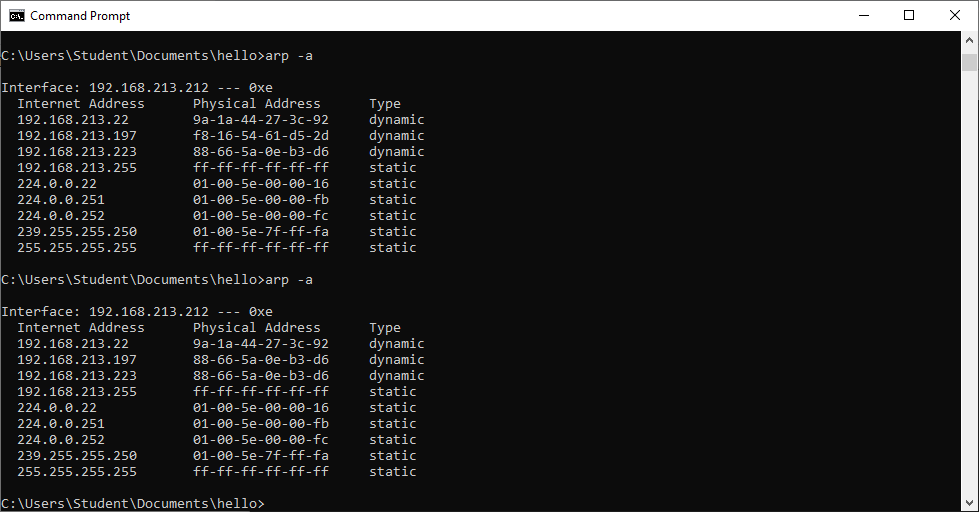 Command Prompt
C:\Users\Student\Documents\hello>arp -a
Interface: 192.168.213.212 --- 0xe
  Internet Address      Physical Address      Type
  192.168.213.22        9a-1a-44-27-3c-92     dynamic
  192.168.213.197       f8-16-54-61-d5-2d     dynamic
  192.168.213.223       88-66-5a-0e-b3-d6     dynamic
  192.168.213.255       ff-ff-ff-ff-ff-ff     static
  224.0.0.22            01-00-5e-00-00-16     static
  224.0.0.251           01-00-5e-00-00-fb     static
  224.0.0.252           01-00-5e-00-00-fc     static
  239.255.255.250       01-00-5e-7f-ff-fa     static
  255.255.255.255       ff-ff-ff-ff-ff-ff     static
C:\Users\Student\Documents\hello>arp -a
Interface: 192.168.213.212 --- 0xe
  Internet Address      Physical Address      Type
  192.168.213.22        9a-1a-44-27-3c-92     dynamic
  192.168.213.197       88-66-5a-0e-b3-d6     dynamic
  192.168.213.223       88-66-5a-0e-b3-d6     dynamic
  192.168.213.255       ff-ff-ff-ff-ff-ff     static
  224.0.0.22            01-00-5e-00-00-16     static
  224.0.0.251           01-00-5e-00-00-fb     static
  224.0.0.252           01-00-5e-00-00-fc     static
  239.255.255.250       01-00-5e-7f-ff-fa     static
  255.255.255.255       ff-ff-ff-ff-ff-ff     static
C:\Users\Student\Documents\hello>